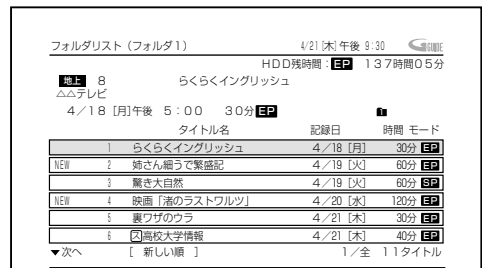 フォルダリスト（フォルダ１） 4/21[木]午後 9:30 G GUIDE
HDD残時間：EP １３７時間０５分
地上 ８ らくらくイングリッシュ
△△テレビ
４／１８ [月]午後 ５：００ ３０分EP 1
タイトル名 記録日 時間 モード
1 らくらくイングリッシュ ４／18 [月] 30分 EP
NEW 2 姉さん細うで繁盛記 ４／19 [火] 60分 EP
3 驚き大自然 ４／19 [火] 60分 SP
NEW 4 映画「渚のラストワルツ」 ４／20 [水] 120分 EP
5 裏ワザのウラ ４／21 [木] 30分 EP
6 ス高校大学情報 ４／21 [木] 40分 EP
▼次へ [ 新しい順 ] １／全 １１タイトル